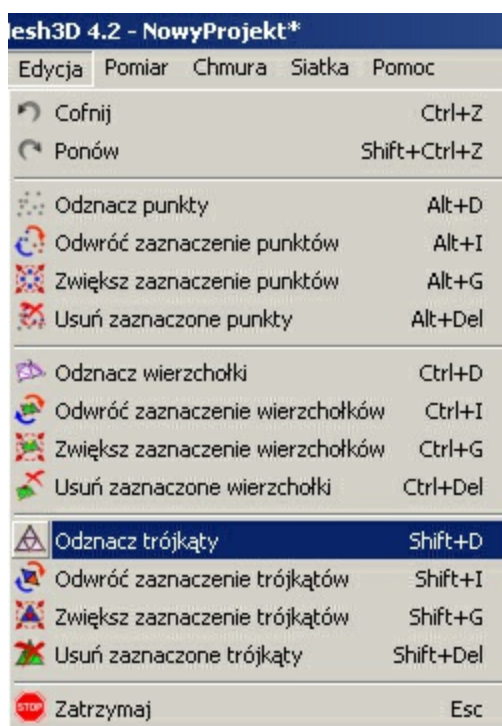 esh3D 4.2 - NowyProjekt*
Edycja Pomiar Chmura Siatka Pomoc
Cofnij Ctrl+Z
Ponów Shift+Ctrl+Z
Odznacz punkty Alt+D
Odwróć zaznaczenie punktów Alt+I
Zwiększ zaznaczenie punktów Alt+G
Usuń zaznaczone punkty Alt+Del
Odznacz wierzchołki Ctrl+D
Odwróć zaznaczenie wierzchołków Ctrl+I
Zwiększ zaznaczenie wierzchołków Ctrl+G
Usuń zaznaczone wierzchołki Ctrl+Del
Odznacz trójkąty Shift+D
Odwróć zaznaczenie trójkątów Shift+I
Zwiększ zaznaczenie trójkątów Shift+G
Usuń zaznaczone trójkąty Shift+Del
STOP Zatrzymaj Esc